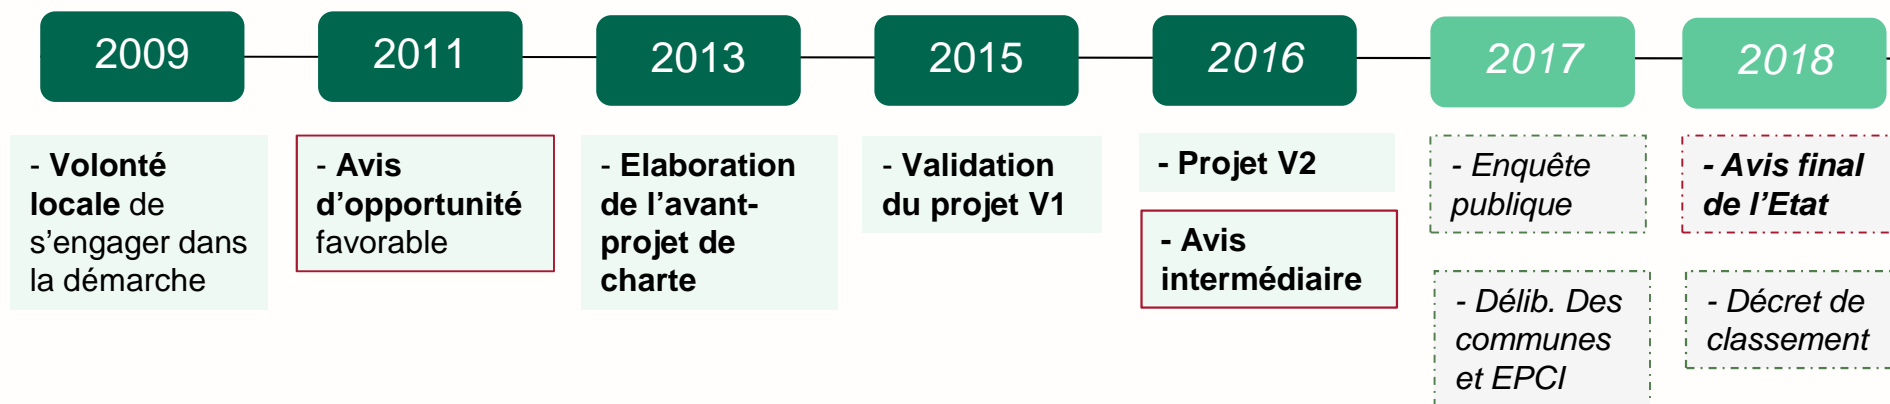 2009
2011
2013
2015
2016
2017
2018
- Volonté
locale de
s'engager dans
la démarche
- Avis
d'opportunité
favorable
- Elaboration
de l'avant-
projet de
charte
- Validation
du projet V1
- Projet V2
- Avis
intermédiaire
- Enquête
publique
- Délib. Des
communes
et EPCI
- Avis final
de l'Etat
- Décret de
classement